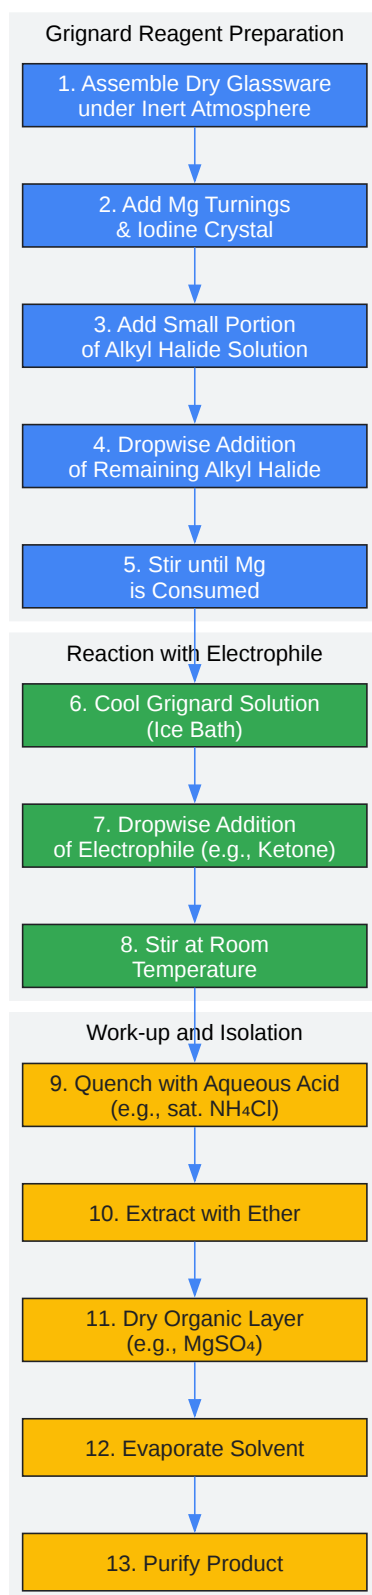 Grignard Reagent Preparation
1. Assemble Dry Glassware
under Inert Atmosphere
2. Add Mg Turnings
& Iodine Crystal
3. Add Small Portion
of Alkyl Halide Solution
4. Dropwise Addition
of Remaining Alkyl Halide
5. Stir until Mg
is Consumed
Reaction with Electrophile
6. Cool Grignard Solution
(Ice Bath)
7. Dropwise Addition
of Electrophile (e.g., Ketone)
8. Stir at Room
Temperature
Work-up and Isolation
9. Quench with Aqueous Acid
(e.g., sat. NH₄Cl)
10. Extract with Ether
11. Dry Organic Layer
(e.g., MgSO₄)
12. Evaporate Solvent
13. Purify Product